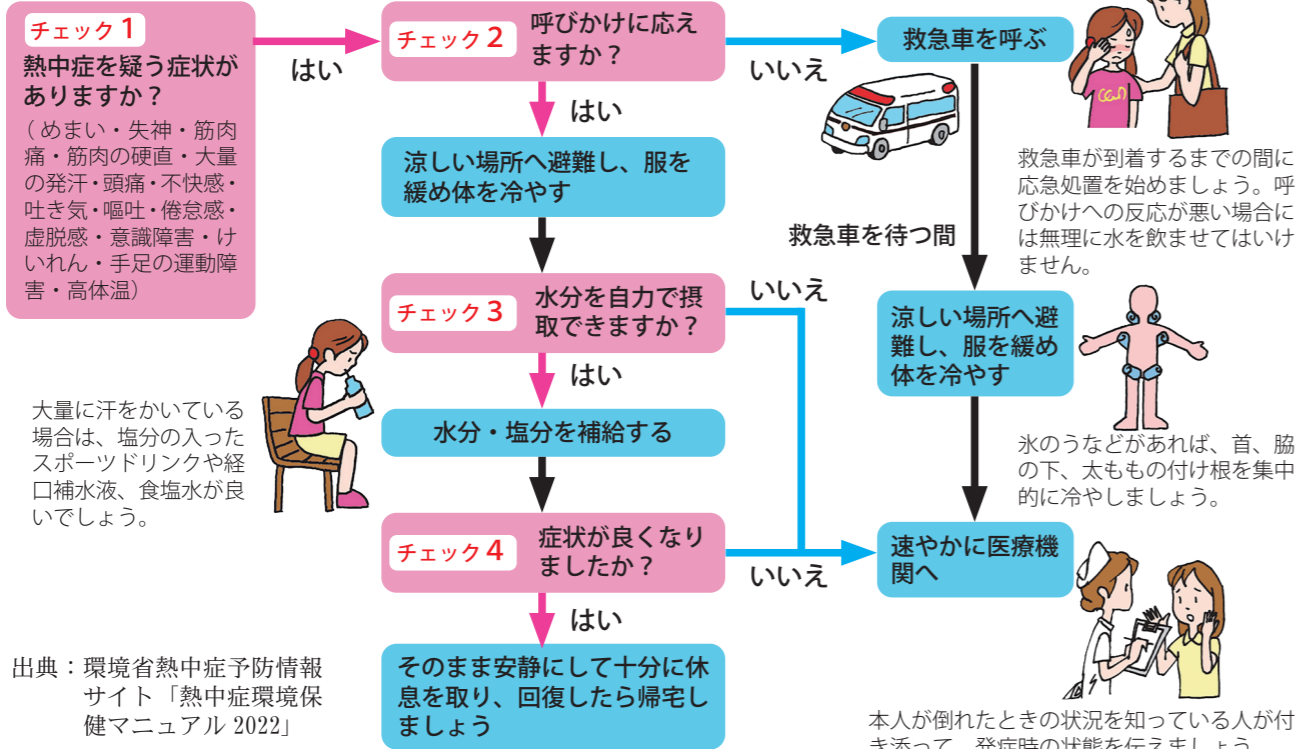 チェック1
熱中症を疑う症状が
ありますか？
（めまい・失神・筋肉
痛・筋肉の硬直・大量
の発汗・頭痛・不快感・
吐き気・嘔吐・倦怠感・
虚脱感・意識障害・け
いれん・手足の運動障
害・高体温）
はい
チェック2
呼びかけに応え
ますか？
いいえ
救急車を呼ぶ
はい
涼しい場所へ避難し、服を
緩め体を冷やす
救急車が到着するまでの間に
応急処置を始めましょう。呼
びかけへの反応が悪い場合に
は無理に水を飲ませてはいけ
ません。
救急車を待つ間
チェック3
水分を自力で摂
取できますか？
いいえ
涼しい場所へ避
難し、服を緩め
体を冷やす
はい
大量に汗をかいている
場合は、塩分の入った
スポーツドリンクや経
口補水液、食塩水が良
いでしょう。
水分・塩分を補給する
氷のうなどがあれば、首、脇
の下、太ももの付け根を集中
的に冷やしましょう。
チェック4
症状が良くなり
ましたか？
いいえ
速やかに医療機
関へ
はい
そのまま安静にして十分に休
息を取り、回復したら帰宅し
ましょう
出典：環境省熱中症予防情報
サイト「熱中症環境保
健マニュアル 2022」
本人が倒れたときの状況を知っている人が付
き添って、発症時の状態を伝えましょう。